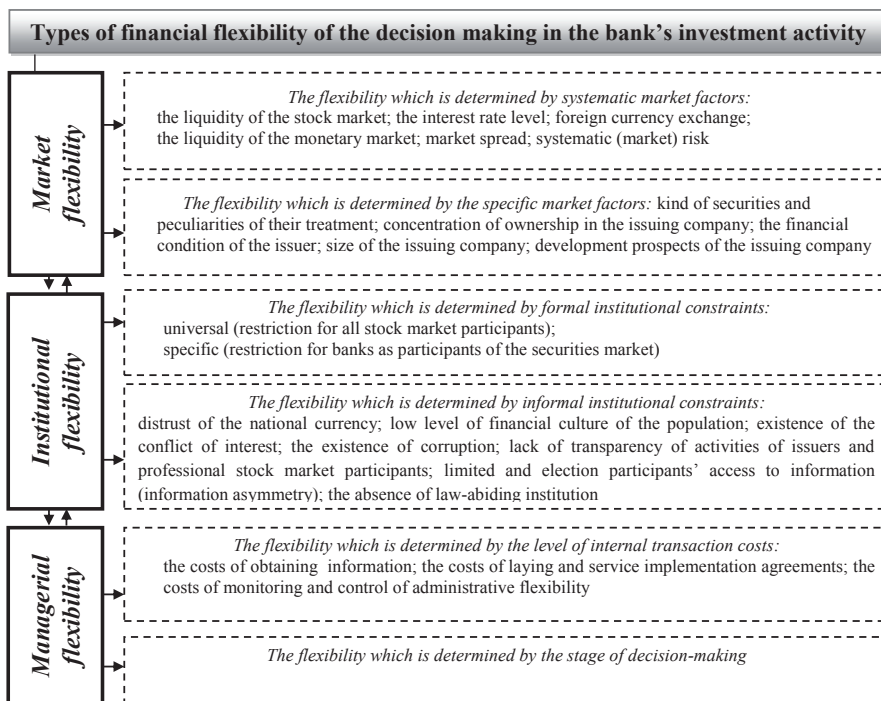 Types of financial flexibility of the decision making in the bank's investment activity
Market
flexibility
The flexibility which is determined by systematic market factors:
the liquidity of the stock market; the interest rate level; foreign currency exchange;
the liquidity of the monetary market; market spread; systematic (market) risk
The flexibility which is determined by the specific market factors: kind of securities and
peculiarities of their treatment; concentration of ownership in the issuing company; the financial
condition of the issuer; size of the issuing company; development prospects of the issuing company
Institutional
flexibility
The flexibility which is determined by formal institutional constraints:
universal (restriction for all stock market participants);
specific (restriction for banks as participants of the securities market)
The flexibility which is determined by informal institutional constraints:
distrust of the national currency; low level of financial culture of the population; existence of the
conflict of interest; the existence of corruption; lack of transparency of activities of issuers and
professional stock market participants; limited and election participants' access to information
(information asymmetry); the absence of law-abiding institution
Managerial
flexibility
The flexibility which is determined by the level of internal transaction costs:
the costs of obtaining information; the costs of laying and service implementation agreements; the
costs of monitoring and control of administrative flexibility
The flexibility which is determined by the stage of decision-making